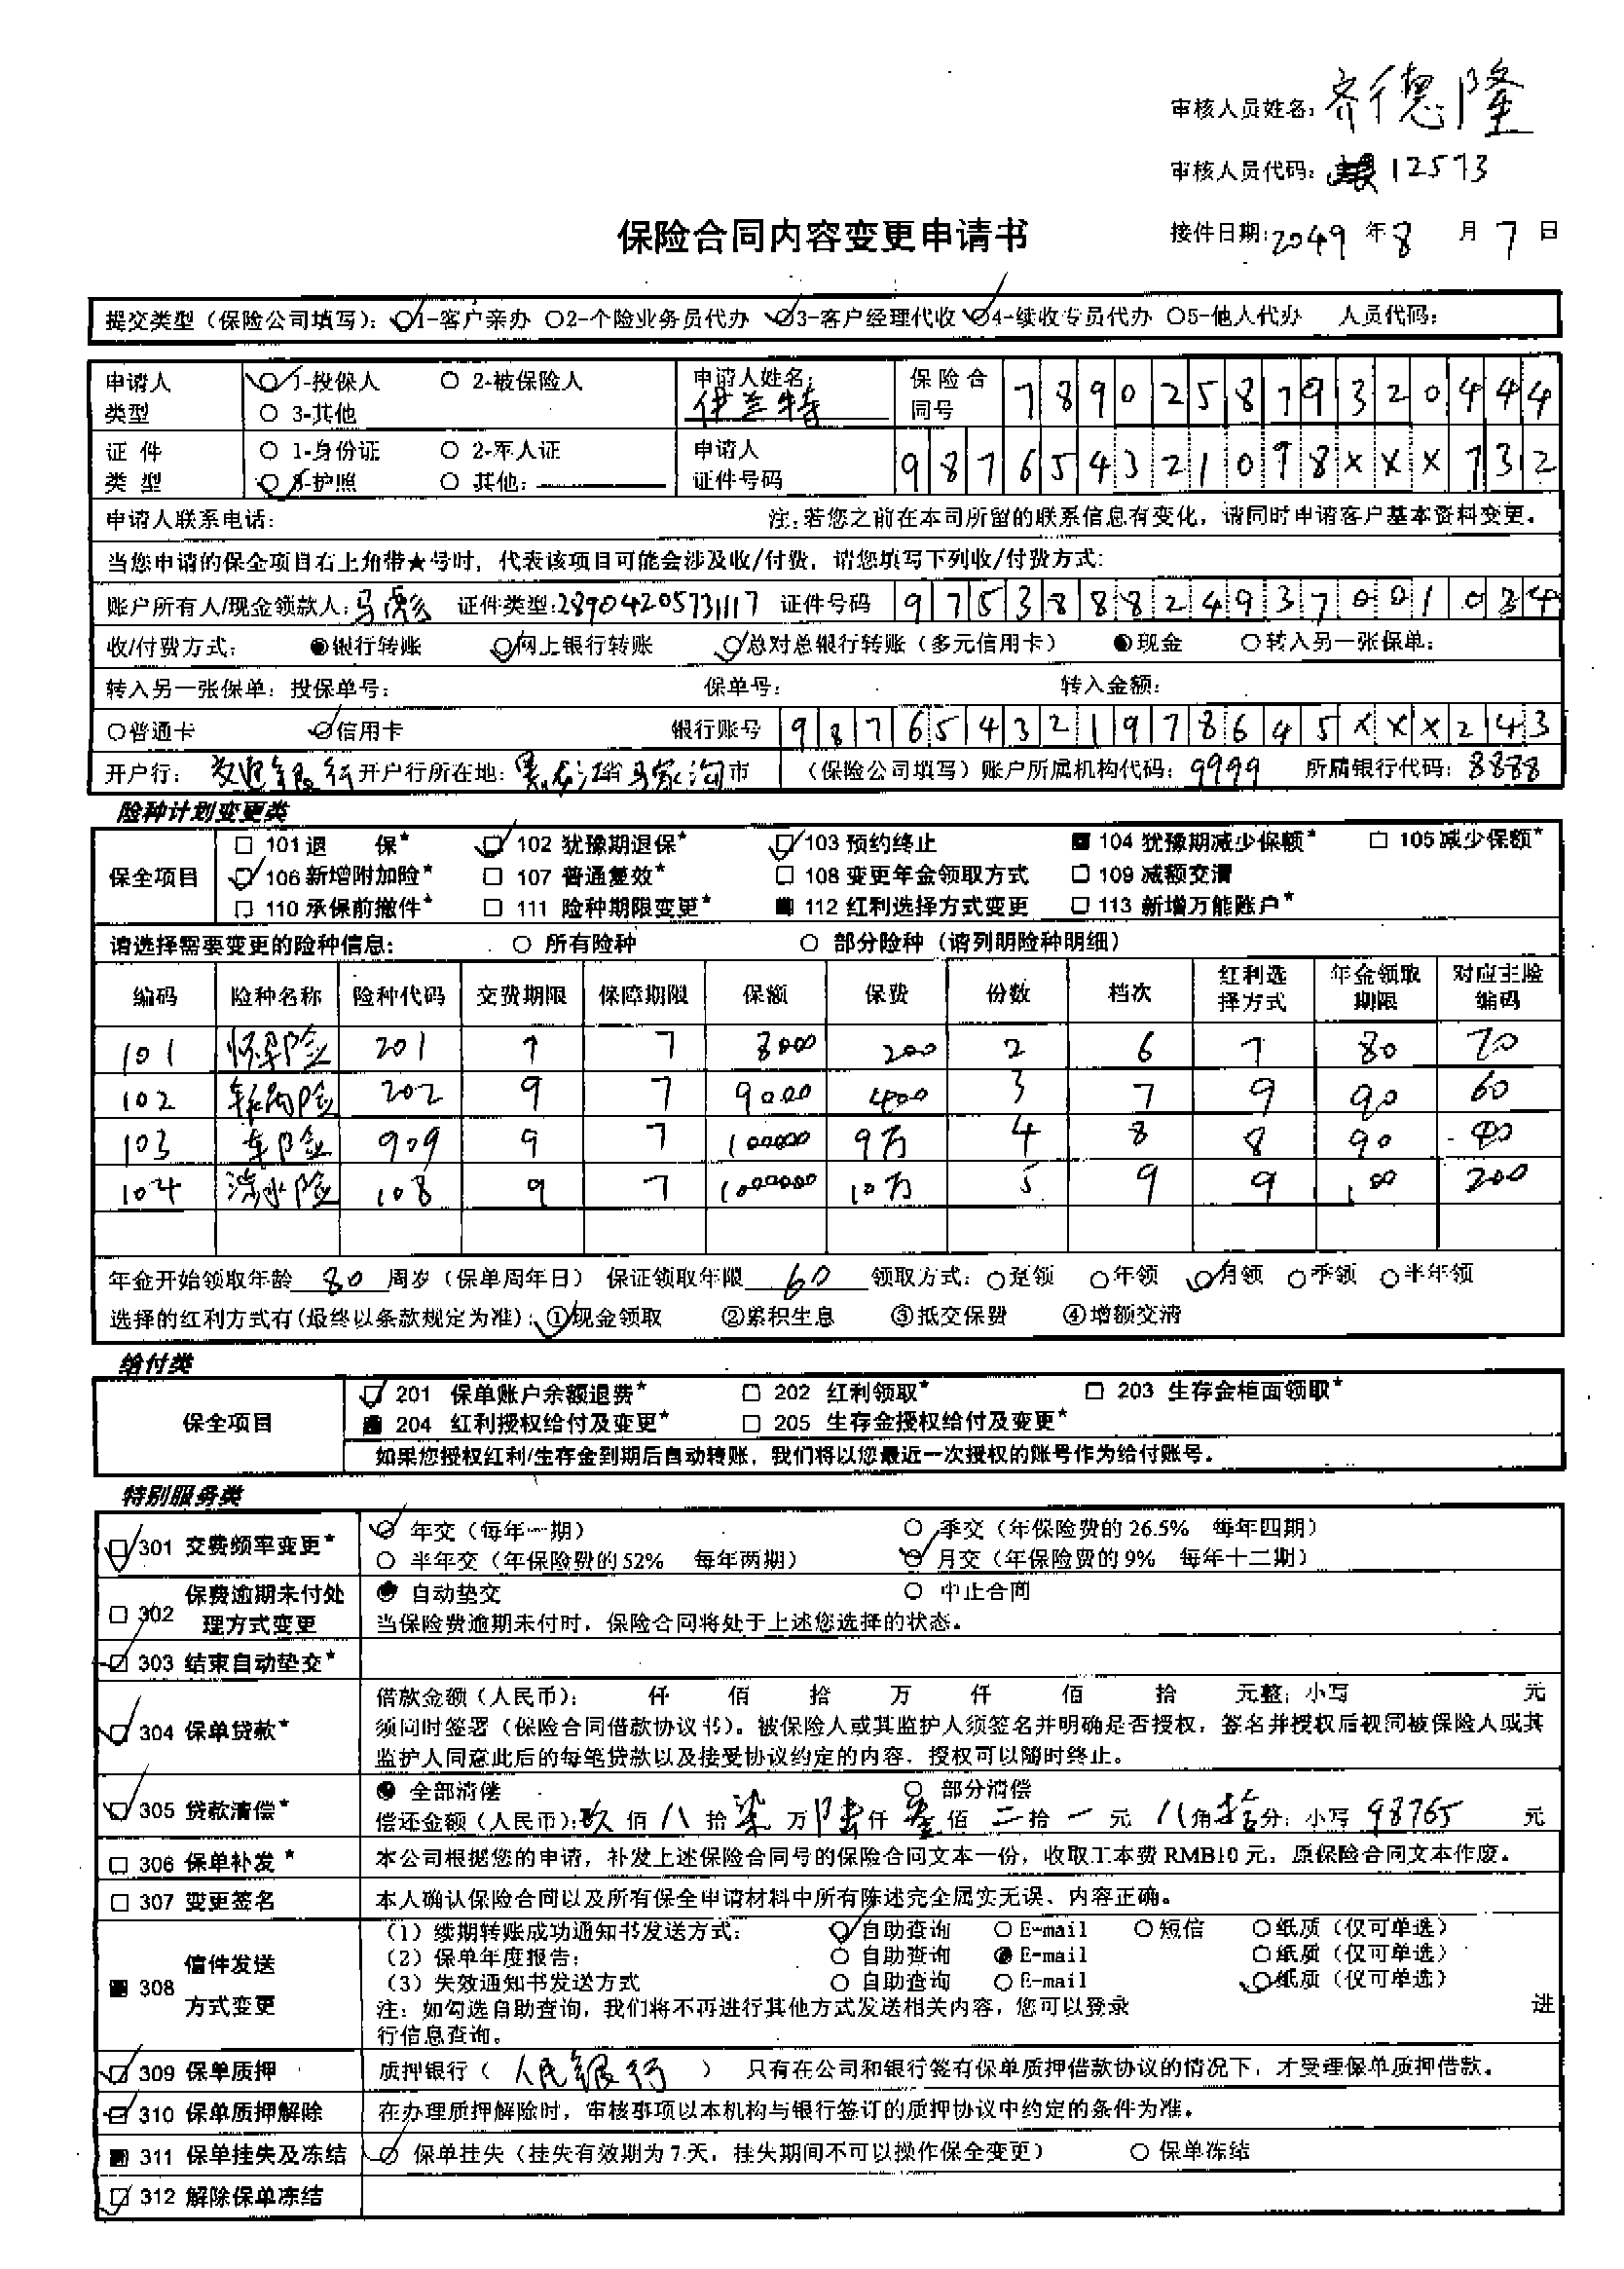 审核人员姓名：齐德隆
审核人员代码：12573
保险合同内容变更申请书
接件日期：2049年8月7日
提交类型（保险公司填写）：○1-客户亲办 ○2-个险业务员代办 ○3-客户经理代收 ○4-续收专员代办 ○5-他人代办 人员代码：
申请人类型 ○1-投保人 ○2-被保险人 ○3-其他 申请人姓名：伊兰特 保险合同号 789025879320444
证件类型 ○1-身份证 ○2-军人证 ○3-护照 ○其他： 申请人证件号码 987654321098XXX732
申请人联系电话： 注：若您之前在本司所留的联系信息有变化，请同时申请客户基本资料变更。
当您申请的保全项目右上角带★号时，代表该项目可能会涉及收/付费，请您填写下列收/付费方式：
账户所有人/现金领款人： 证件类型：28904205731117 证件号码 975388824937001034
收/付费方式： ●银行转账 ○网上银行转账 ○总对总银行转账（多元信用卡） ●现金 ○转入另一张保单：
转入另一张保单：投保单号： 保单号： 转入金额：
○普通卡 ○信用卡 银行账号 987654321978645XXX243
开户行：银行 开户行所在地：黑龙江省马家沟市 （保险公司填写）账户所属机构代码：9999 所属银行代码：8888
险种计划变更类
保全项目 □101退 保★ □102 犹豫期退保★ □103 预约终止 ■104 犹豫期减少保额★ □105 减少保额★
□106 新增附加险★ □107 普通复效★ □108 变更年金领取方式 □109 减额交清
□110 承保前撤件★ □111 险种期限变更★ ■112 红利选择方式变更 □113 新增万能账户★
请选择需要变更的险种信息： ○所有险种 ○部分险种（请列明险种明细）
编码 险种名称 险种代码 交费期限 保障期限 保额 保费 份数 档次 红利选择方式 年金领取期限 对应主险编码
101 怀孕险 201 7 7 8000 200 2 6 7 80 70
102 险 202 9 7 9000 400 3 7 9 90 60
103 车险 909 9 7 100000 9万 4 8 8 90 80
104 涉水险 108 9 7 1000000 10万 5 9 9 100 200
年金开始领取年龄 80 周岁（保单周年日） 保证领取年限 60 领取方式：○趸领 ○年领 ○月领 ○季领 ○半年领
选择的红利方式有（最终以条款规定为准）：①现金领取 ②累积生息 ③抵交保费 ④增额交清
给付类
保全项目 □201 保单账户余额退费★ □202 红利领取★ □203 生存金柜面领取★
■204 红利授权给付及变更★ □205 生存金授权给付及变更★
如果您授权红利/生存金到期后自动转账，我们将以您最近一次授权的账号作为给付账号。
特别服务类
□301 交费频率变更★ ○年交（每年一期） ○季交（年保险费的26.5% 每年四期）
○半年交（年保险费的52% 每年两期） ○月交（年保险费的9% 每年十二期）
□302 保费逾期未付处理方式变更 ●自动垫交 ○中止合同
当保险费逾期未付时，保险合同将处于上述您选择的状态。
□303 结束自动垫交★
□304 保单贷款★ 借款金额（人民币）： 仟 佰 拾 万 仟 佰 拾 元整；小写 元
须同时签署《保险合同借款协议书》。被保险人或其监护人须签名并明确是否授权，签名并授权后视同被保险人或其
监护人同意此后的每笔贷款以及接受协议约定的内容，授权可以随时终止。
□305 贷款清偿★ ●全部清偿 ○部分清偿
偿还金额（人民币）：玖佰八拾柒万陆仟叁佰二拾一元八角拾分；小写 98765 元
□306 保单补发★ 本公司根据您的申请，补发上述保险合同号的保险合同文本一份，收取工本费RMB10元，原保险合同文本作废。
□307 变更签名 本人确认保险合同以及所有保全申请材料中所有陈述完全属实无误、内容正确。
■308 信件发送方式变更 （1）续期转账成功通知书发送方式： ○自助查询 ○E-mail ○短信 ○纸质（仅可单选）
（2）保单年度报告： ○自助查询 ●E-mail ○纸质（仅可单选）
（3）失效通知书发送方式 ○自助查询 ○E-mail ○纸质（仅可单选）
注：如勾选自助查询，我们将不再进行其他方式发送相关内容，您可以登录 进
行信息查询。
□309 保单质押 质押银行（ 人民银行 ） 只有在公司和银行签有保单质押借款协议的情况下，才受理保单质押借款。
□310 保单质押解除 在办理质押解除时，审核事项以本机构与银行签订的质押协议中约定的条件为准。
■311 保单挂失及冻结 ○保单挂失（挂失有效期为7天，挂失期间不可以操作保全变更） ○保单冻结
□312 解除保单冻结